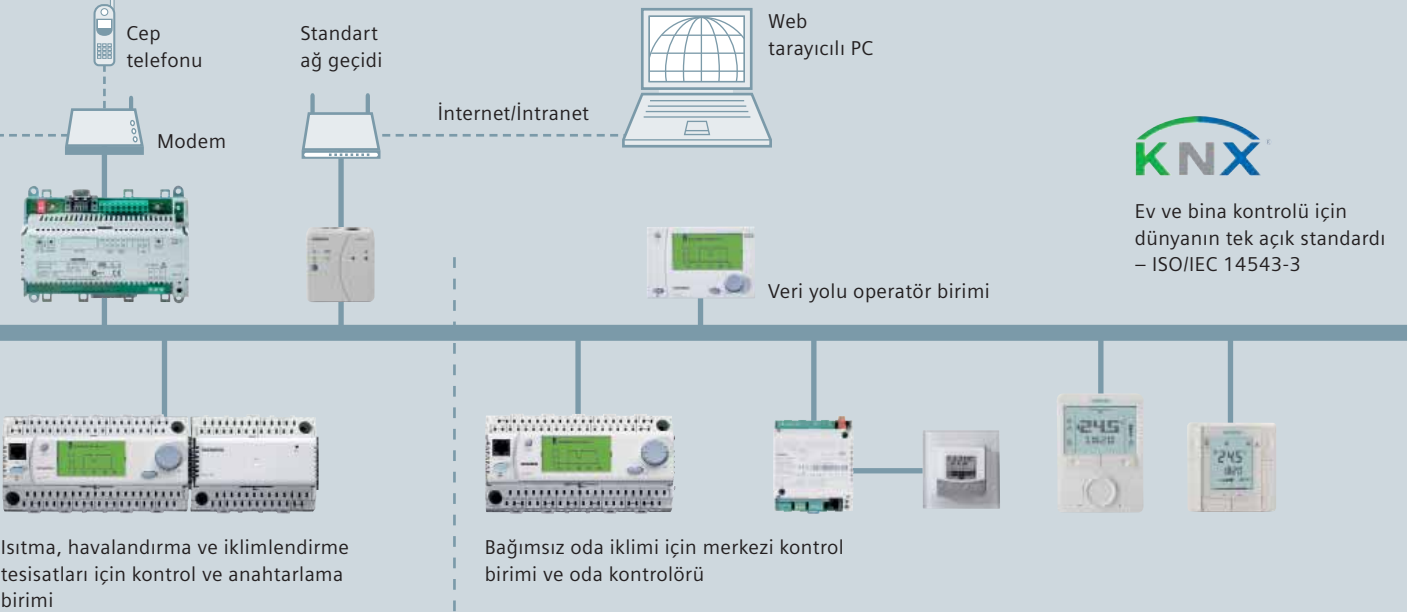 Cep
telefonu
Standart
ağ geçidi
Web
tarayıcılı PC
İnternet/İntranet
Modem
KNX
Ev ve bina kontrolü için
dünyanın tek açık standardı
– ISO/IEC 14543-3
Veri yolu operatör birimi
Isıtma, havalandırma ve iklimlendirme
tesisatları için kontrol ve anahtarlama
birimi
Bağımsız oda iklimi için merkezi kontrol
birimi ve oda kontrolörü